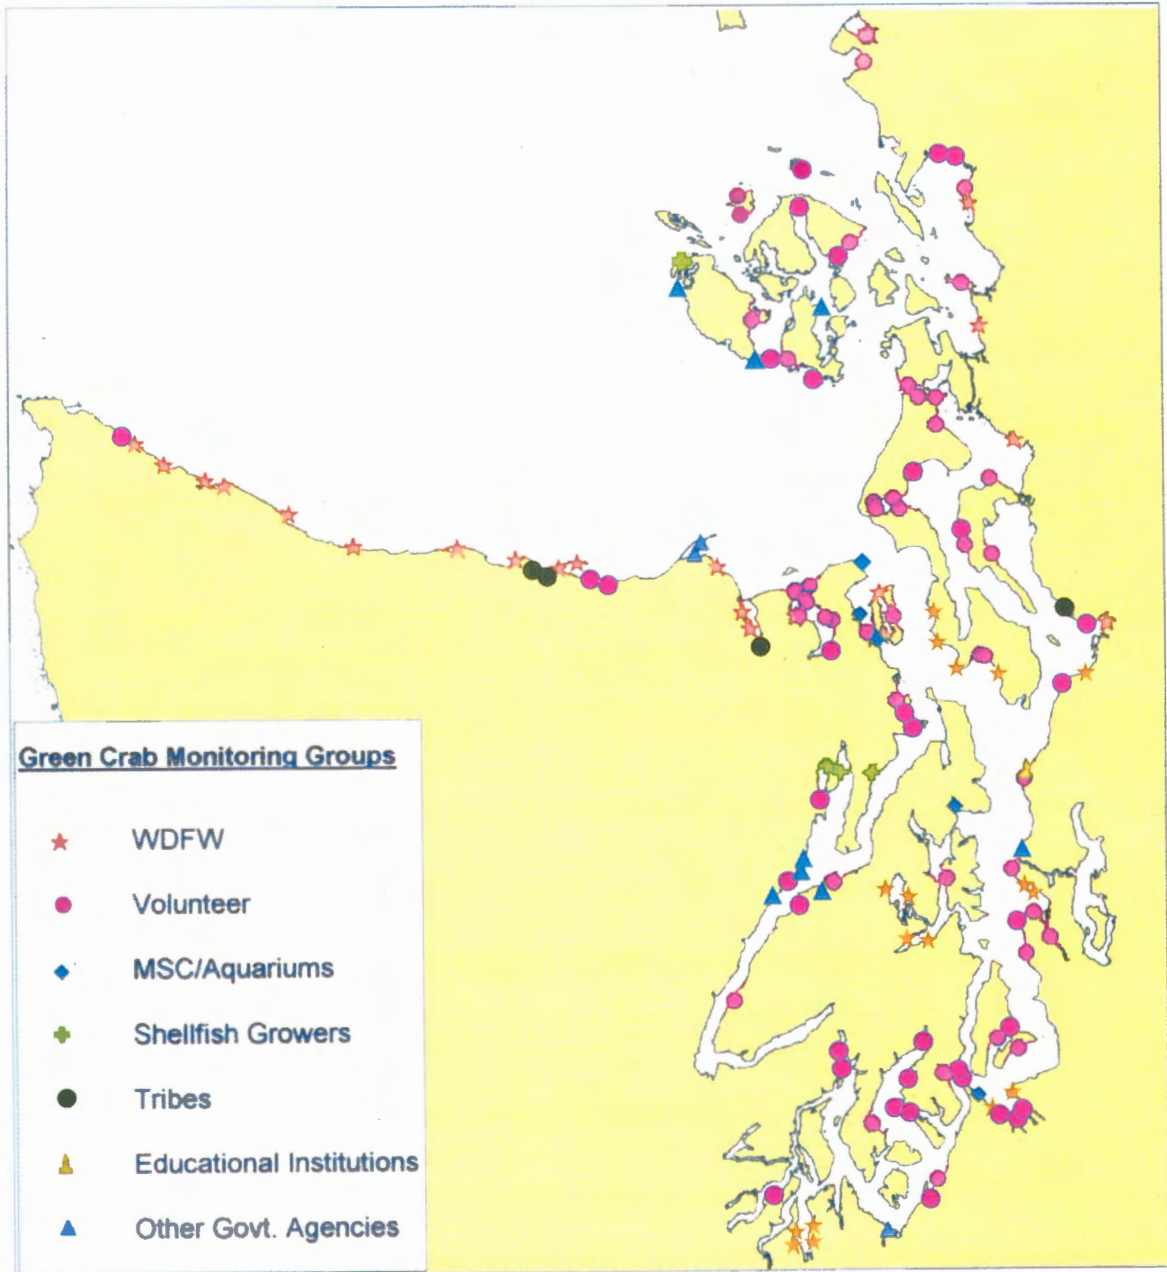 Green Crab Monitoring Groups
WDFW
Volunteer
MSC/Aquariums
Shellfish Growers
Tribes
Educational Institutions
Other Govt. Agencies